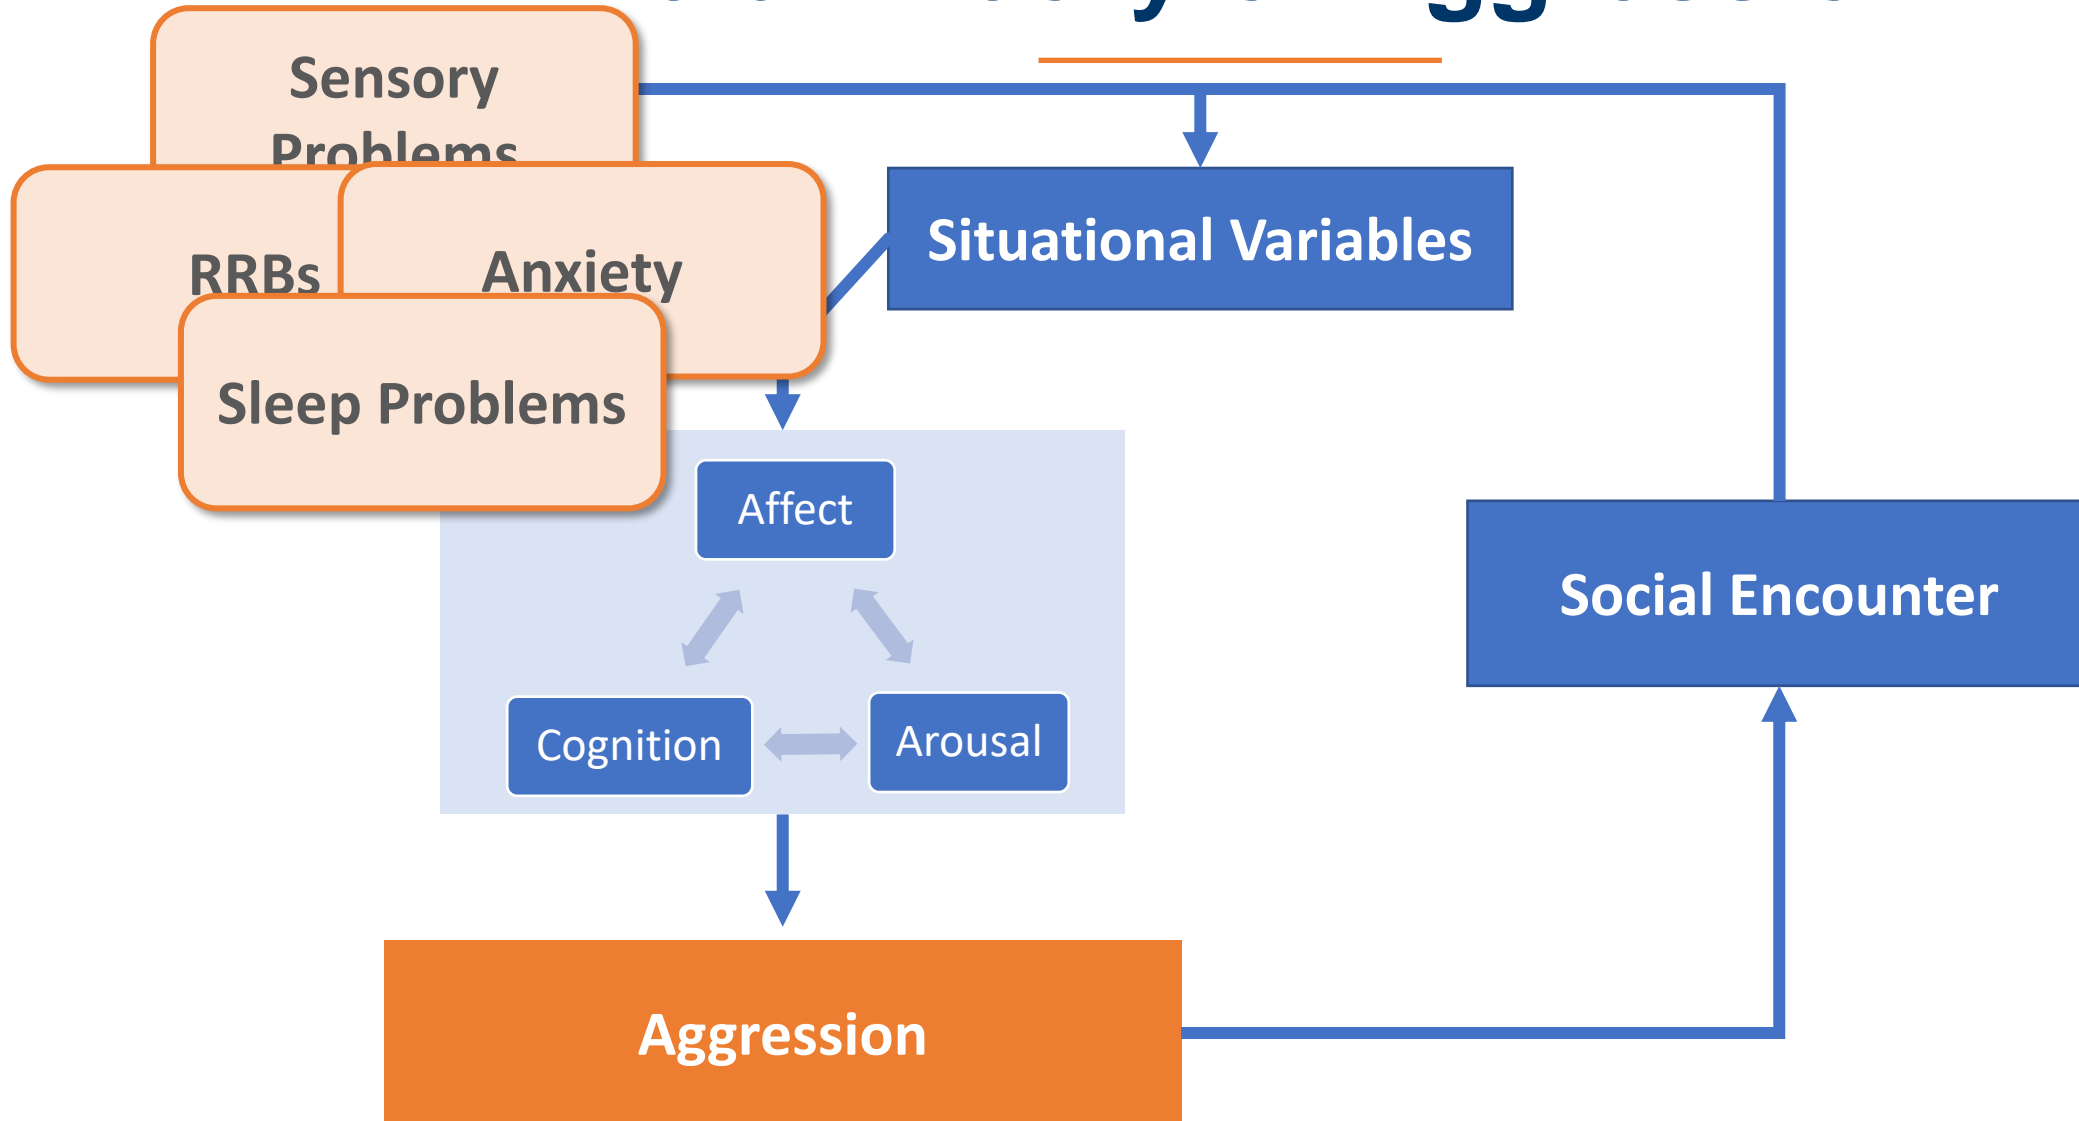 Sensory
Problems
RRBs
Anxiety
Sleep Problems
Situational Variables
Affect
Cognition
Arousal
Social Encounter
Aggression